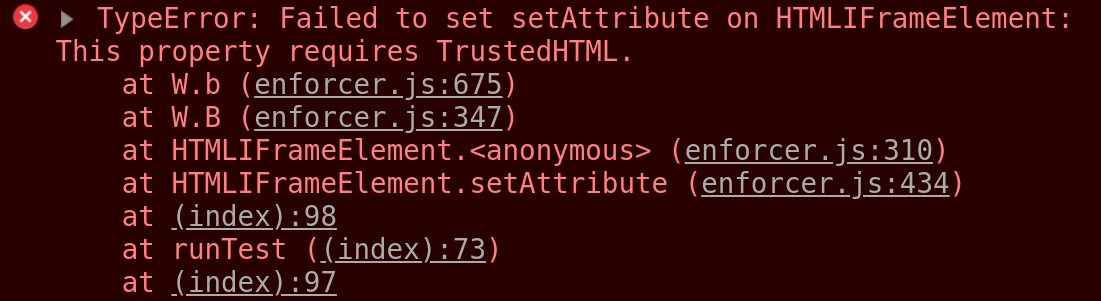 TypeError: Failed to set setAttribute on HTMLIFrameElement:
This property requires TrustedHTML.
at W.b (enforcer.js:675)
at W.B (enforcer.js:347)
at HTMLIFrameElement.<anonymous> (enforcer.js:310)
at HTMLIFrameElement.setAttribute (enforcer.js:434)
at (index):98
at runTest ((index):73)
at (index):97